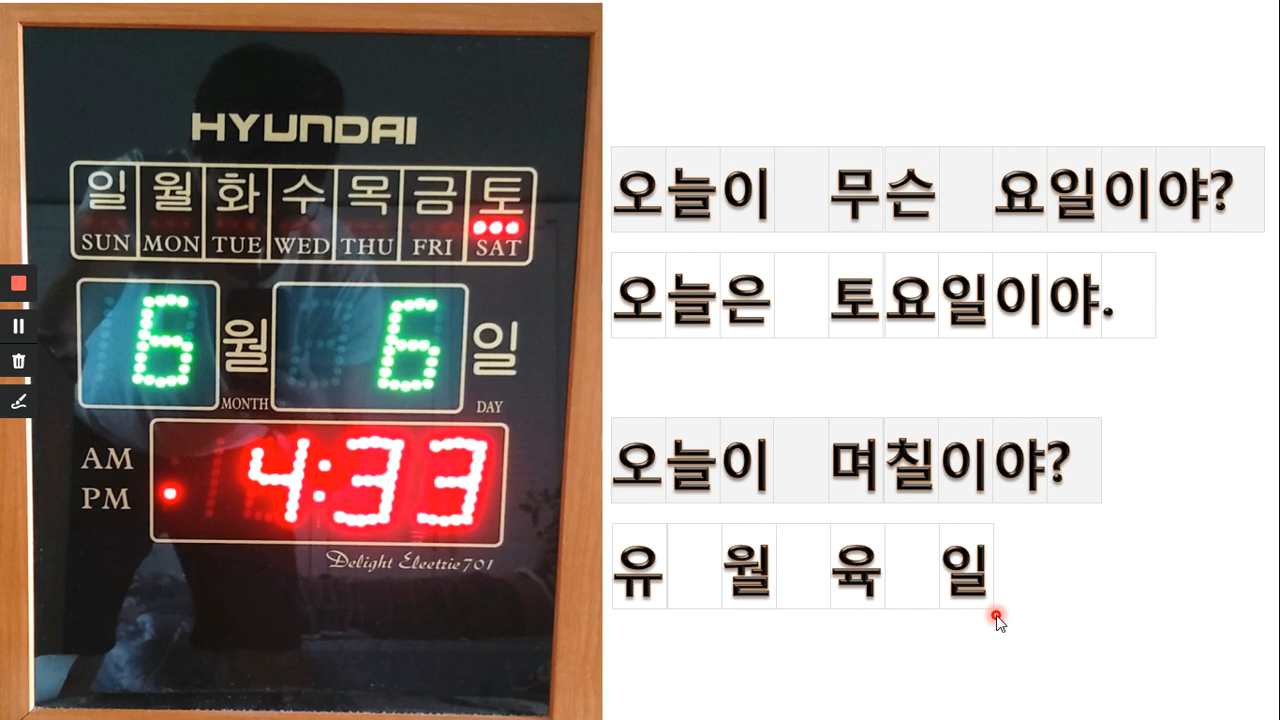 HYUNDAI
일 월 화 수 목 금 토
SUN MON TUE WED THU FRI SAT
6 월 6 일
MONTH DAY
AM
PM
4:33
Delight Electric 701
오늘이 무슨 요일이야?
오늘은 토요일이야.
오늘이 며칠이야?
유 월 육 일